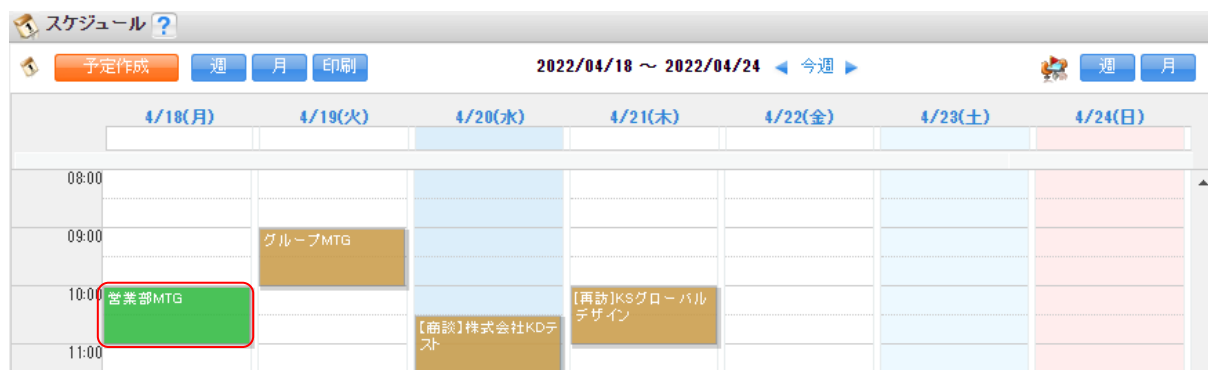 スケジュール ?
予定作成 週 月 印刷 2022/04/18 ～ 2022/04/24 ◀ 今週 ▶ 週 月
4/18(月) 4/19(火) 4/20(水) 4/21(木) 4/22(金) 4/23(土) 4/24(日)
08:00
09:00 グループMTG
10:00 営業部MTG 【再訪】KSグローバル
デザイン
【商談】株式会社KDテ
スト
11:00